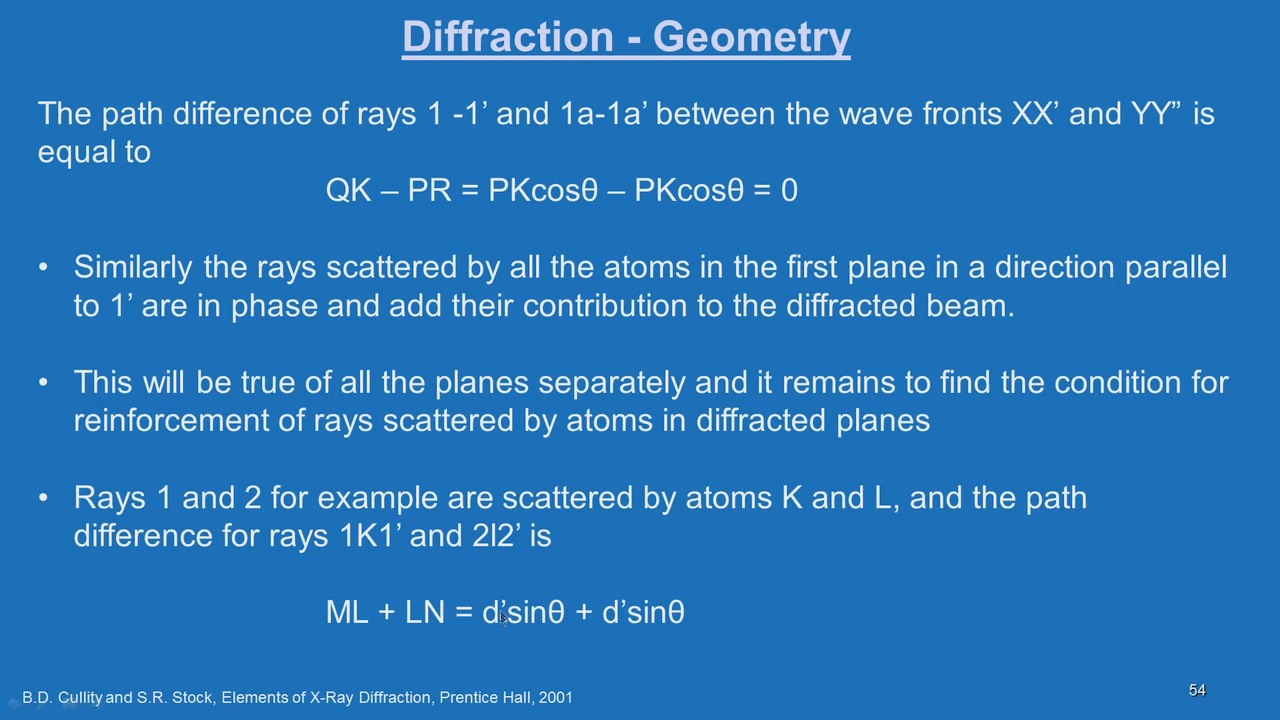 Diffraction - Geometry
The path difference of rays 1 -1’ and 1a-1a’ between the wave fronts XX’ and YY” is
equal to
QK – PR = PKcosθ – PKcosθ = 0
• Similarly the rays scattered by all the atoms in the first plane in a direction parallel
to 1’ are in phase and add their contribution to the diffracted beam.
• This will be true of all the planes separately and it remains to find the condition for
reinforcement of rays scattered by atoms in diffracted planes
• Rays 1 and 2 for example are scattered by atoms K and L, and the path
difference for rays 1K1’ and 2l2’ is
ML + LN = d’sinθ + d’sinθ
B.D. Cullity and S.R. Stock, Elements of X-Ray Diffraction, Prentice Hall, 2001
54